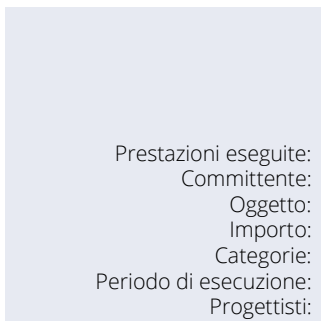 Prestazioni eseguite:
Committente:
Oggetto:
Importo:
Categorie:
Periodo di esecuzione:
Progettisti: